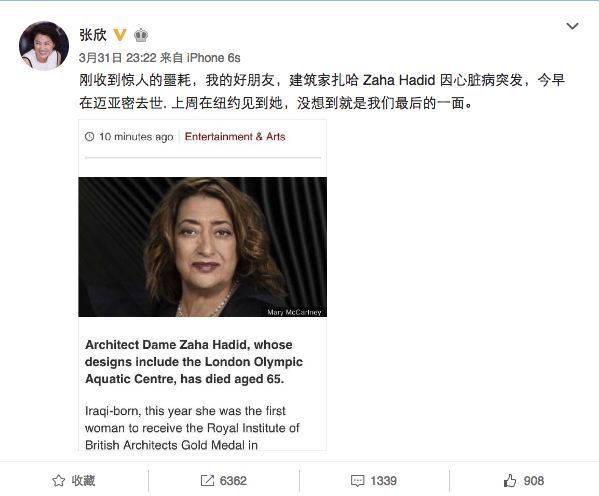 张欣
3月31日 23:22 来自 iPhone 6s
刚收到惊人的噩耗，我的好朋友，建筑家扎哈 Zaha Hadid 因心脏病突发，今早
在迈亚密去世. 上周在纽约见到她，没想到就是我们最后的一面。
10 minutes ago | Entertainment & Arts
Mary McCartney
Architect Dame Zaha Hadid, whose
designs include the London Olympic
Aquatic Centre, has died aged 65.
Iraqi-born, this year she was the first
woman to receive the Royal Institute of
British Architects Gold Medal in
收藏 6362 1339 908